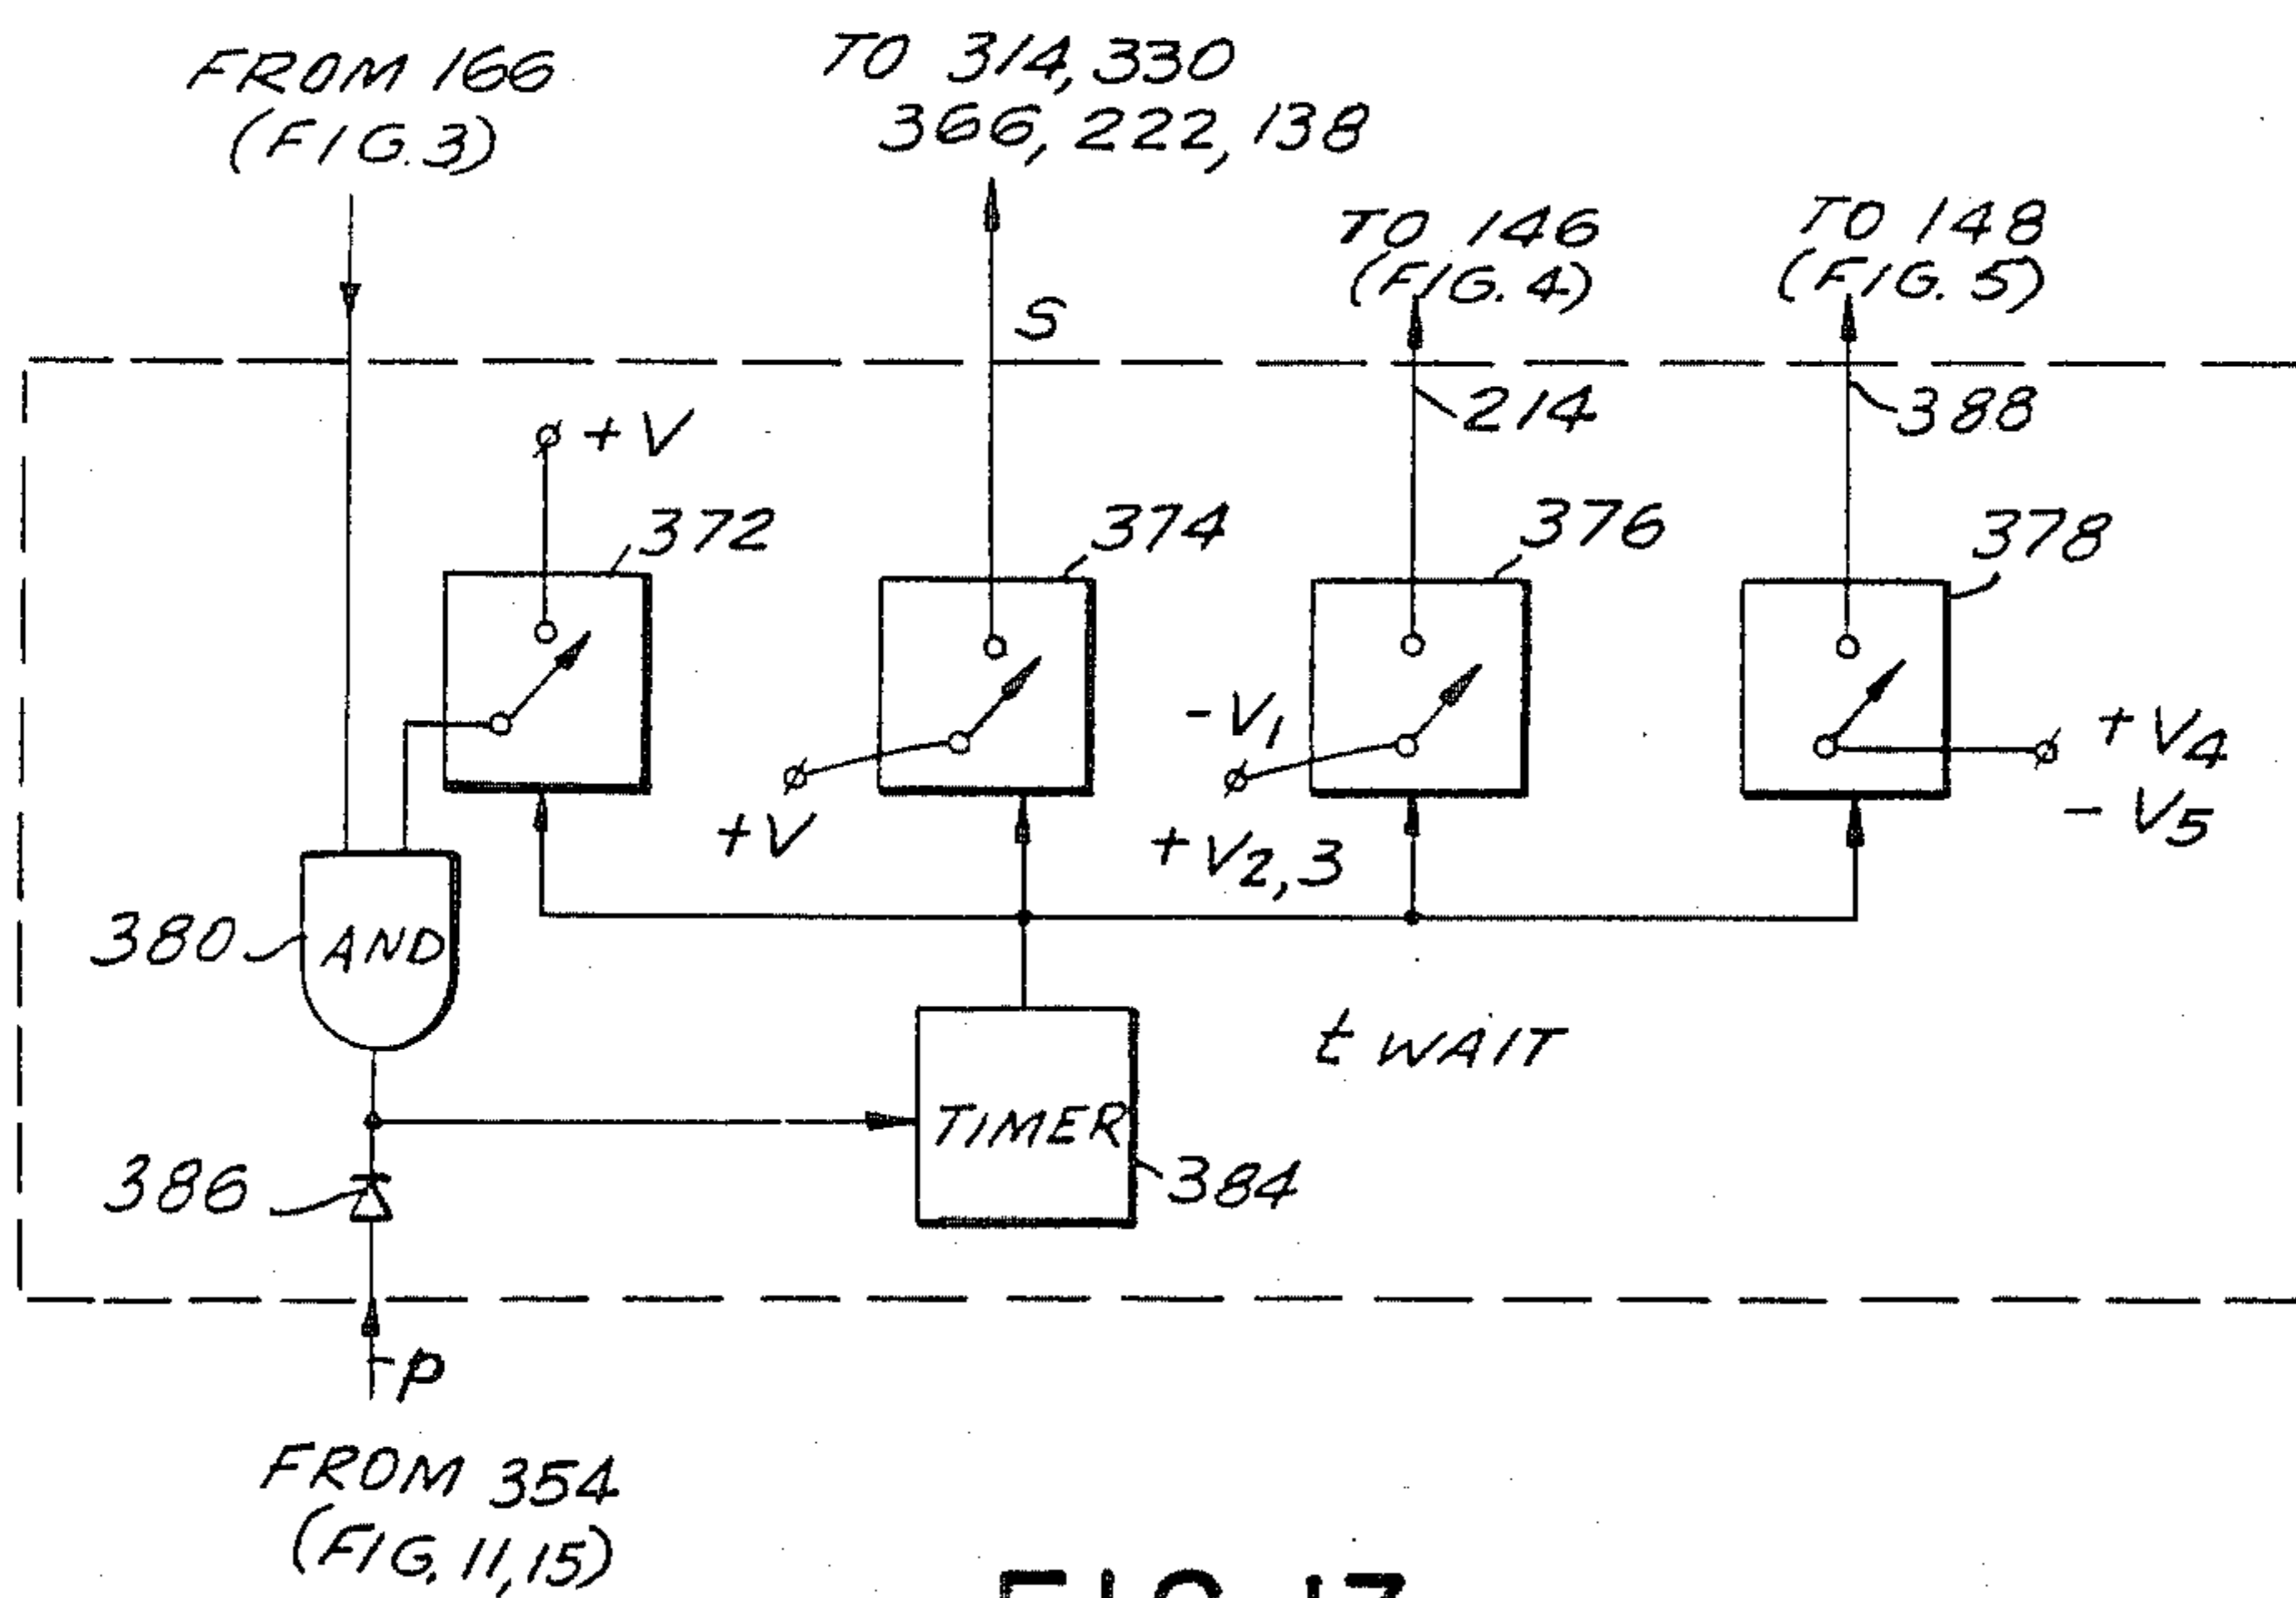 FROM 166
(FIG. 3)
TO 314, 330
366, 222, 138
TO 146
(FIG. 4)
TO 148
(FIG. 5)
S
214
388
+V
372
374
376
378
-V1
+V4
-V5
+V
+V2,3
380
AND
t WAIT
TIMER
384
386
P
FROM 354
(FIG. 11, 15)
FIG. 17